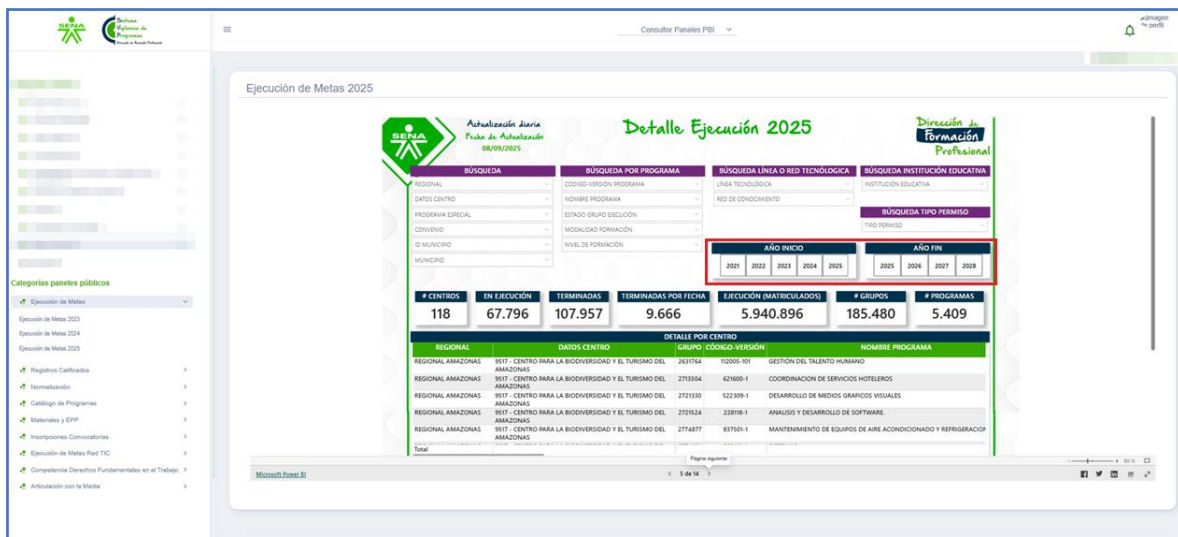 SENA
Sistema
Vigilancia de
Programas
Consultor Paneles PBI
Imagen
de perfil
Ejecución de Metas 2025
SENA
Actualización diaria
Fecha de Actualización
08/09/2025
Detalle Ejecución 2025
Dirección de
Formación
Profesional
BÚSQUEDA
REGIONAL
DATOS CENTRO
PROGRAMA ESPECIAL
CONVENIO
ID MUNICIPIO
MUNICIPIO
BÚSQUEDA POR PROGRAMA
CÓDIGO-VERSIÓN PROGRAMA
NOMBRE PROGRAMA
ESTADO GRUPO EJECUCIÓN
MODALIDAD FORMACIÓN
NIVEL DE FORMACIÓN
BÚSQUEDA LÍNEA O RED TECNÓLOGICA
LÍNEA TECNOLÓGICA
RED DE CONOCIMIENTO
BÚSQUEDA INSTITUCIÓN EDUCATIVA
INSTITUCIÓN EDUCATIVA
BÚSQUEDA TIPO PERMISO
TIPO PERMISO
AÑO INICIO
2021 2022 2023 2024 2025
AÑO FIN
2025 2026 2027 2028
# CENTROS EN EJECUCIÓN TERMINADAS TERMINADAS POR FECHA EJECUCIÓN (MATRICULADOS) # GRUPOS # PROGRAMAS
118 67.796 107.957 9.666 5.940.896 185.480 5.409
DETALLE POR CENTRO
REGIONAL DATOS CENTRO GRUPO CÓDIGO-VERSIÓN NOMBRE PROGRAMA
REGIONAL AMAZONAS 9517 - CENTRO PARA LA BIODIVERSIDAD Y EL TURISMO DEL 2631764 112005-101 GESTIÓN DEL TALENTO HUMANO
AMAZONAS
REGIONAL AMAZONAS 9517 - CENTRO PARA LA BIODIVERSIDAD Y EL TURISMO DEL 2713504 621600-1 COORDINACION DE SERVICIOS HOTELEROS
AMAZONAS
REGIONAL AMAZONAS 9517 - CENTRO PARA LA BIODIVERSIDAD Y EL TURISMO DEL 2721330 522309-1 DESARROLLO DE MEDIOS GRAFICOS VISUALES
AMAZONAS
REGIONAL AMAZONAS 9517 - CENTRO PARA LA BIODIVERSIDAD Y EL TURISMO DEL 2721524 228118-1 ANALISIS Y DESARROLLO DE SOFTWARE.
AMAZONAS
REGIONAL AMAZONAS 9517 - CENTRO PARA LA BIODIVERSIDAD Y EL TURISMO DEL 2774877 837501-1 MANTENIMIENTO DE EQUIPOS DE AIRE ACONDICIONADO Y REFRIGERACION
AMAZONAS
Total
Página siguiente
Microsoft Power BI
5 de 14
Categorías paneles públicos
Ejecución de Metas
Ejecución de Metas 2023
Ejecución de Metas 2024
Ejecución de Metas 2025
Registros Calificados
Normatización
Catálogo de Programas
Materiales y EPP
Inscripciones Convocatorias
Ejecución de Metas Red TIC
Competencia Derechos Fundamentales en el Trabajo
Articulación con la Media